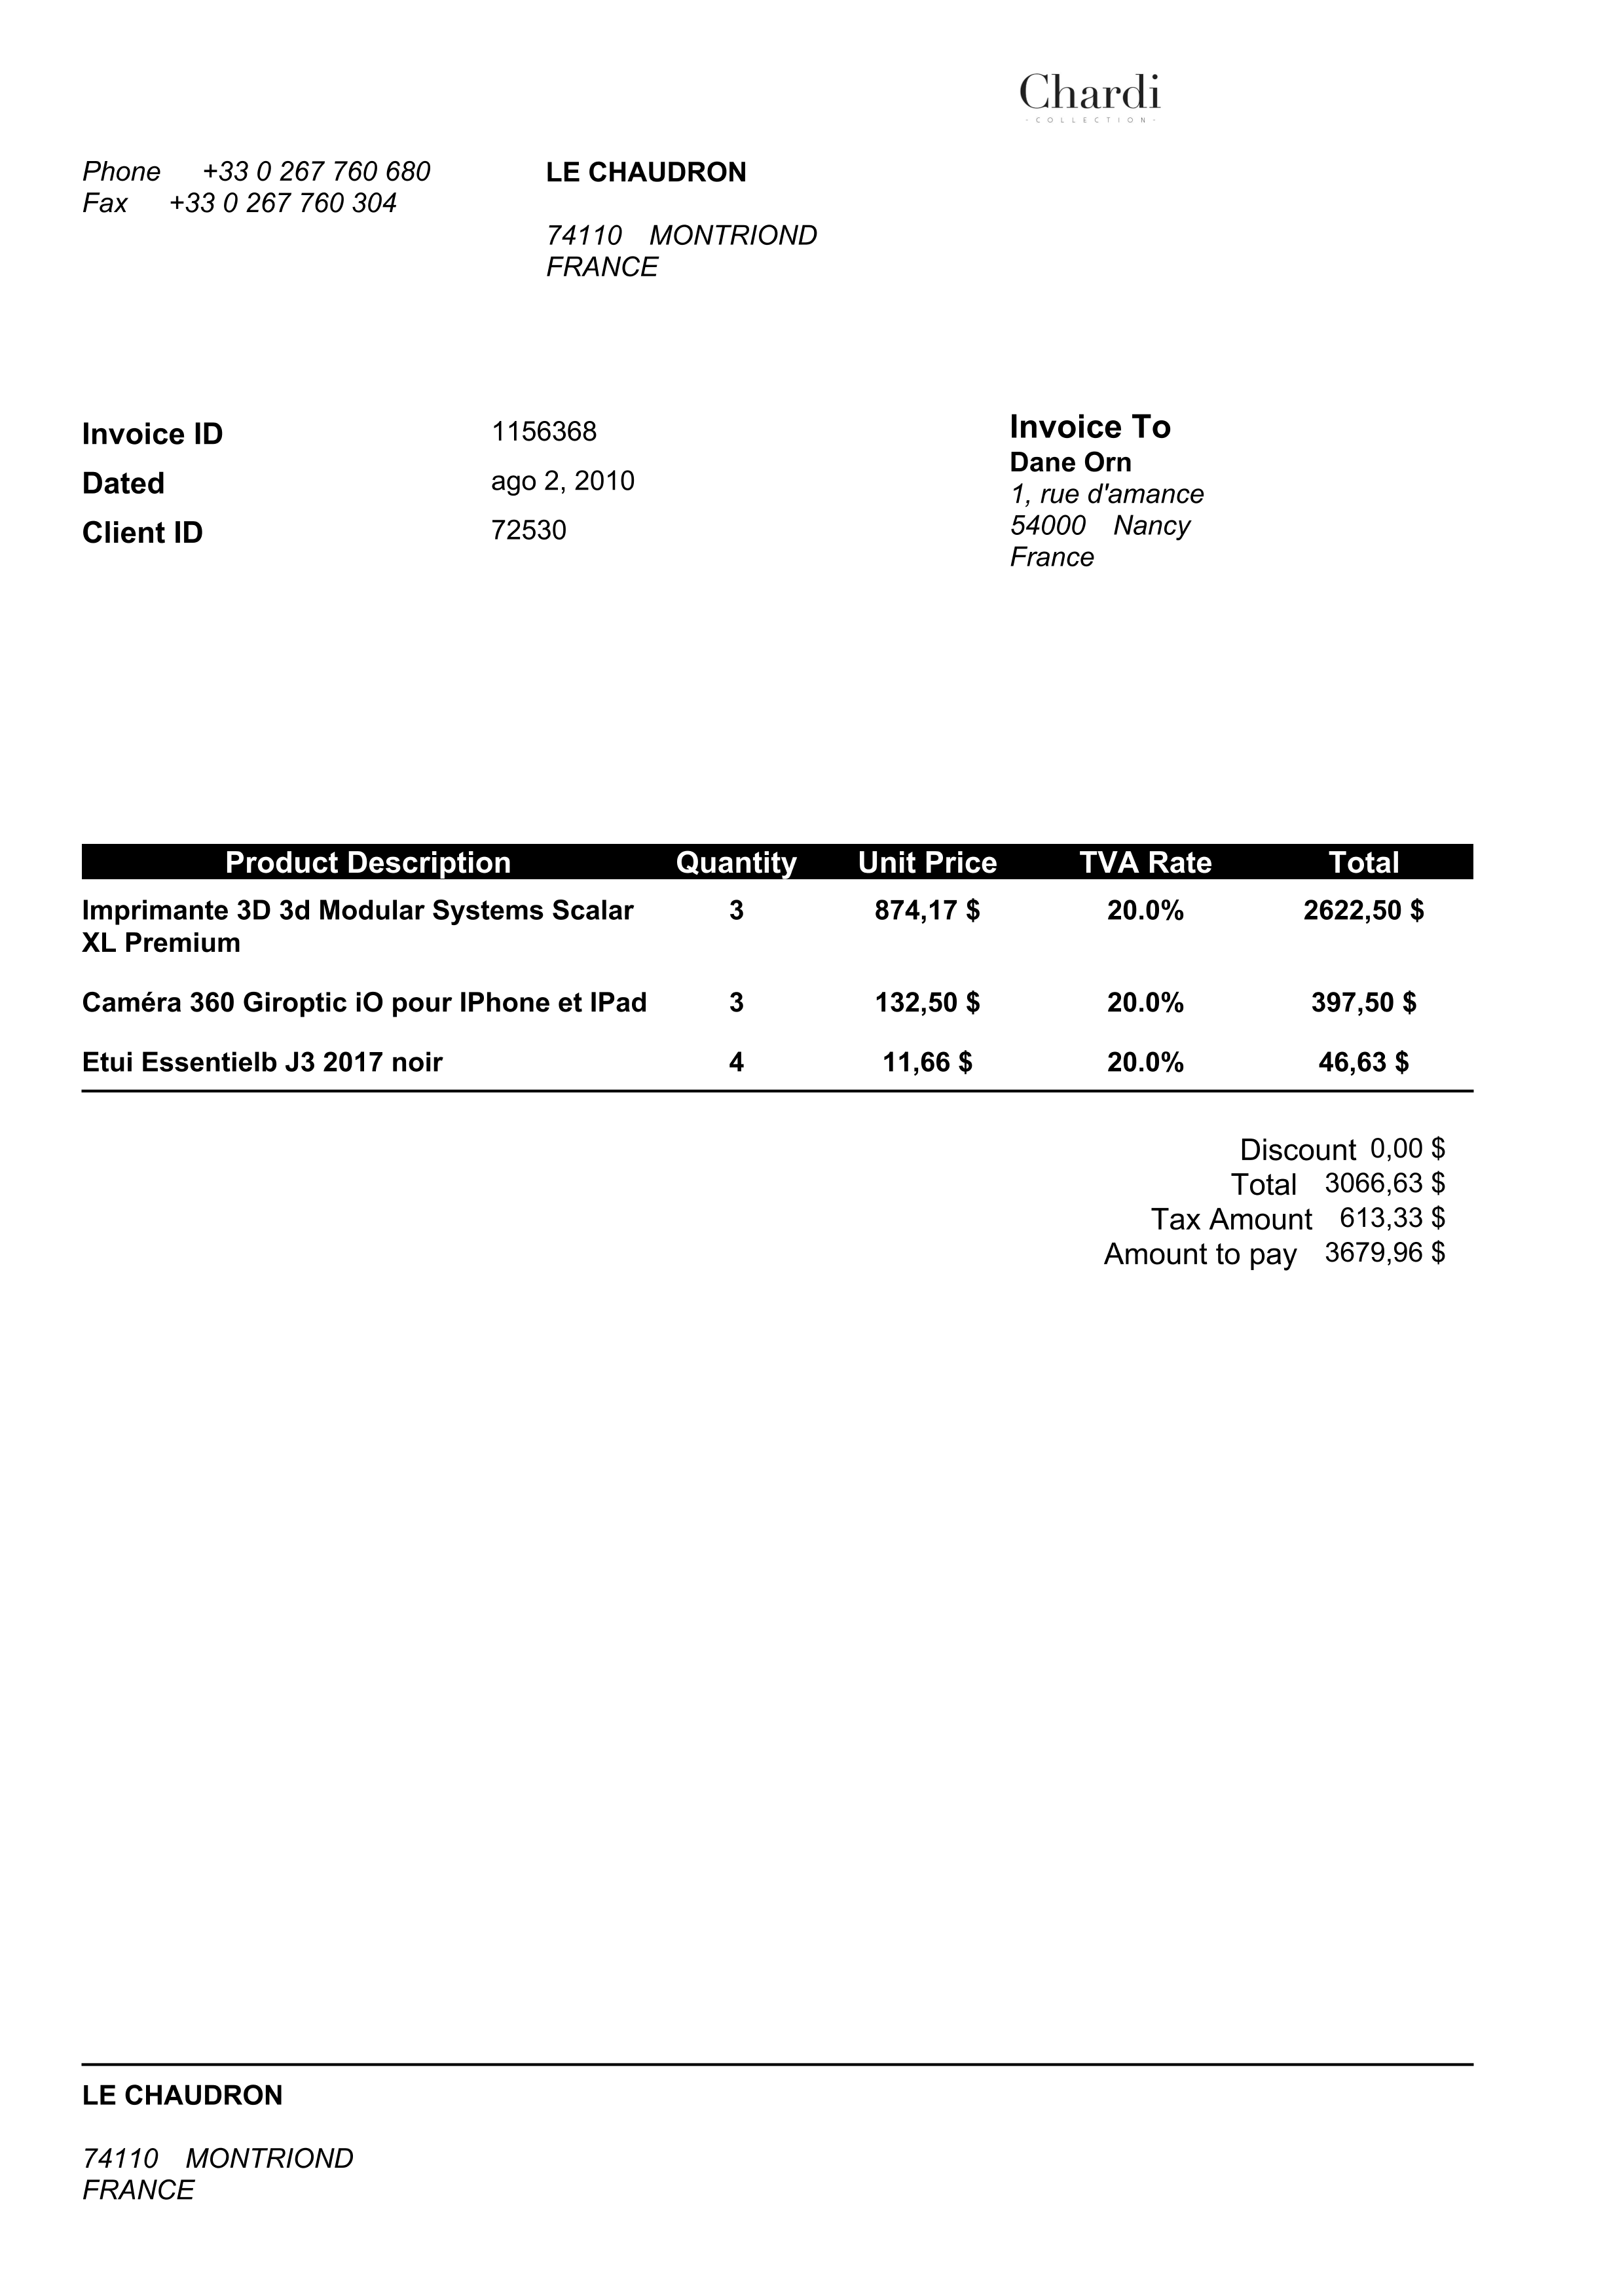 Chardi
· COLLECTION ·
Phone +33 0 267 760 680
Fax +33 0 267 760 304
LE CHAUDRON
74110 MONTRIOND
FRANCE
Invoice ID 1156368
Dated ago 2, 2010
Client ID 72530
Invoice To
Dane Orn
1, rue d'amance
54000 Nancy
France
Product Description Quantity Unit Price TVA Rate Total
Imprimante 3D 3d Modular Systems Scalar 3 874,17 $ 20.0% 2622,50 $
XL Premium
Caméra 360 Giroptic iO pour IPhone et IPad 3 132,50 $ 20.0% 397,50 $
Etui Essentielb J3 2017 noir 4 11,66 $ 20.0% 46,63 $
Discount 0,00 $
Total 3066,63 $
Tax Amount 613,33 $
Amount to pay 3679,96 $
LE CHAUDRON
74110 MONTRIOND
FRANCE